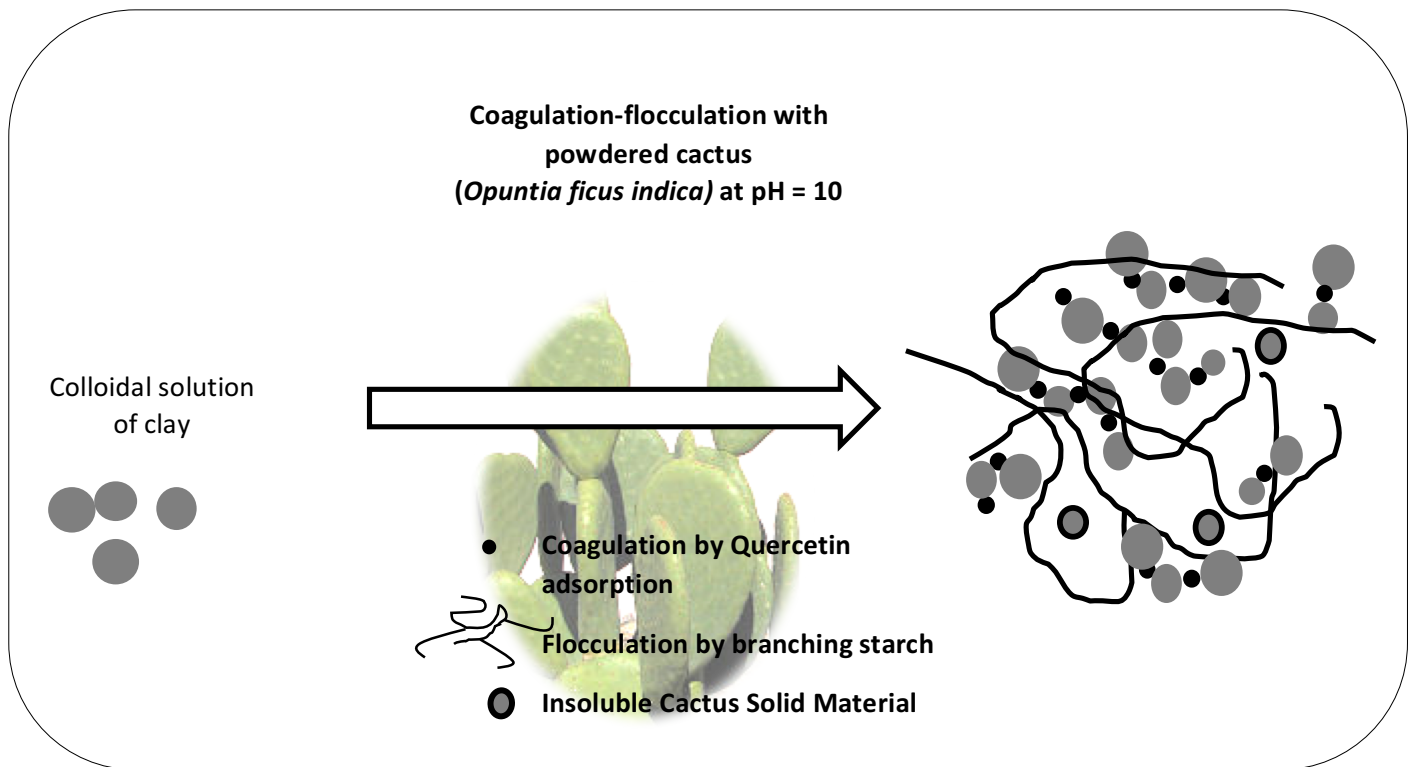 Coagulation-flocculation with
powdered cactus
(Opuntia ficus indica) at pH = 10
Colloidal solution
of clay
Coagulation by Quercetin
adsorption
Flocculation by branching starch
Insoluble Cactus Solid Material